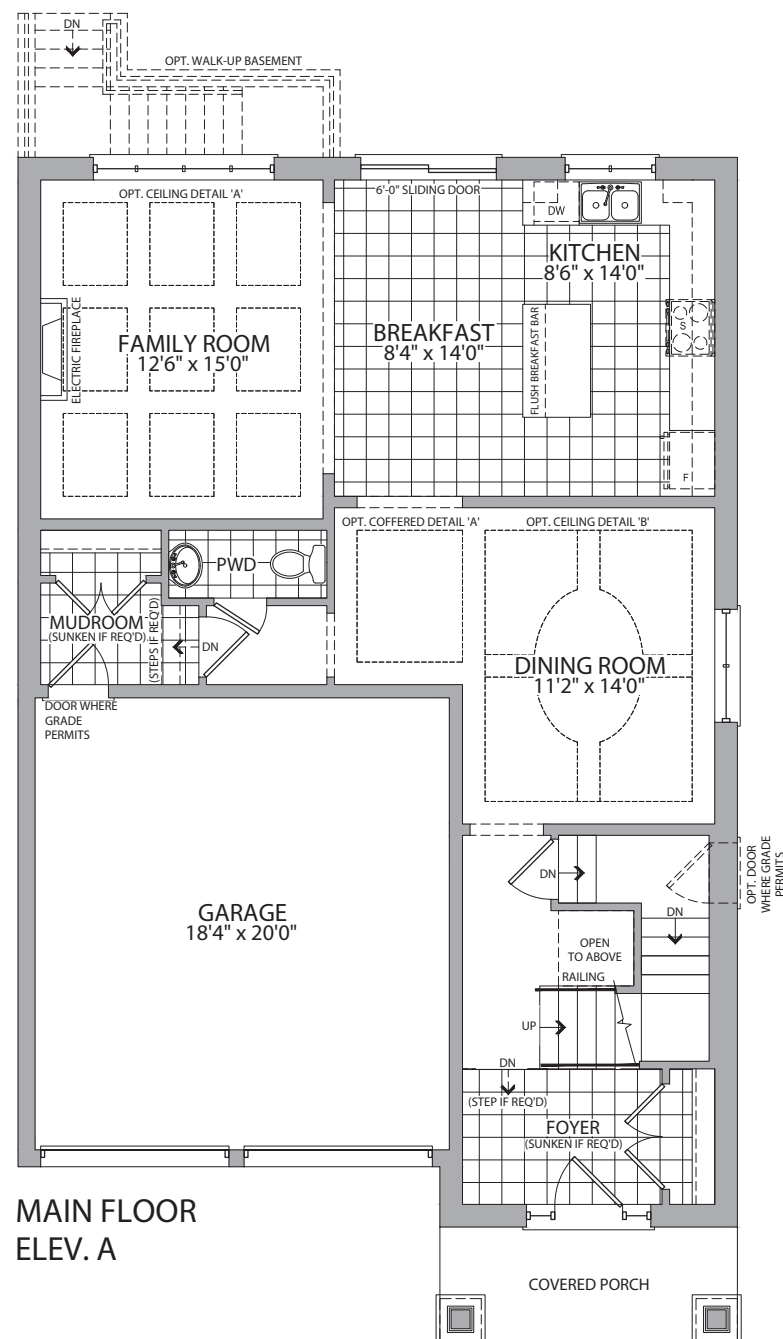 DN
OPT. WALK-UP BASEMENT
OPT. CEILING DETAIL 'A'
6'-0" SLIDING DOOR
DW
KITCHEN
8'6" x 14'0"
ELECTRIC FIREPLACE
FAMILY ROOM
12'6" x 15'0"
BREAKFAST
8'4" x 14'0"
FLUSH BREAKFAST BAR
S
F
OPT. COFFERED DETAIL 'A'
OPT. CEILING DETAIL 'B'
PWD
MUDROOM
(SUNKEN IF REQ'D)
(STEPS IF REQ'D)
DN
DINING ROOM
11'2" x 14'0"
DOOR WHERE
GRADE
PERMITS
GARAGE
18'4" x 20'0"
DN
OPT. DOOR
WHERE GRADE
PERMITS
DN
OPEN
TO ABOVE
RAILING
UP
DN
(STEP IF REQ'D)
FOYER
(SUNKEN IF REQ'D)
MAIN FLOOR
ELEV. A
COVERED PORCH